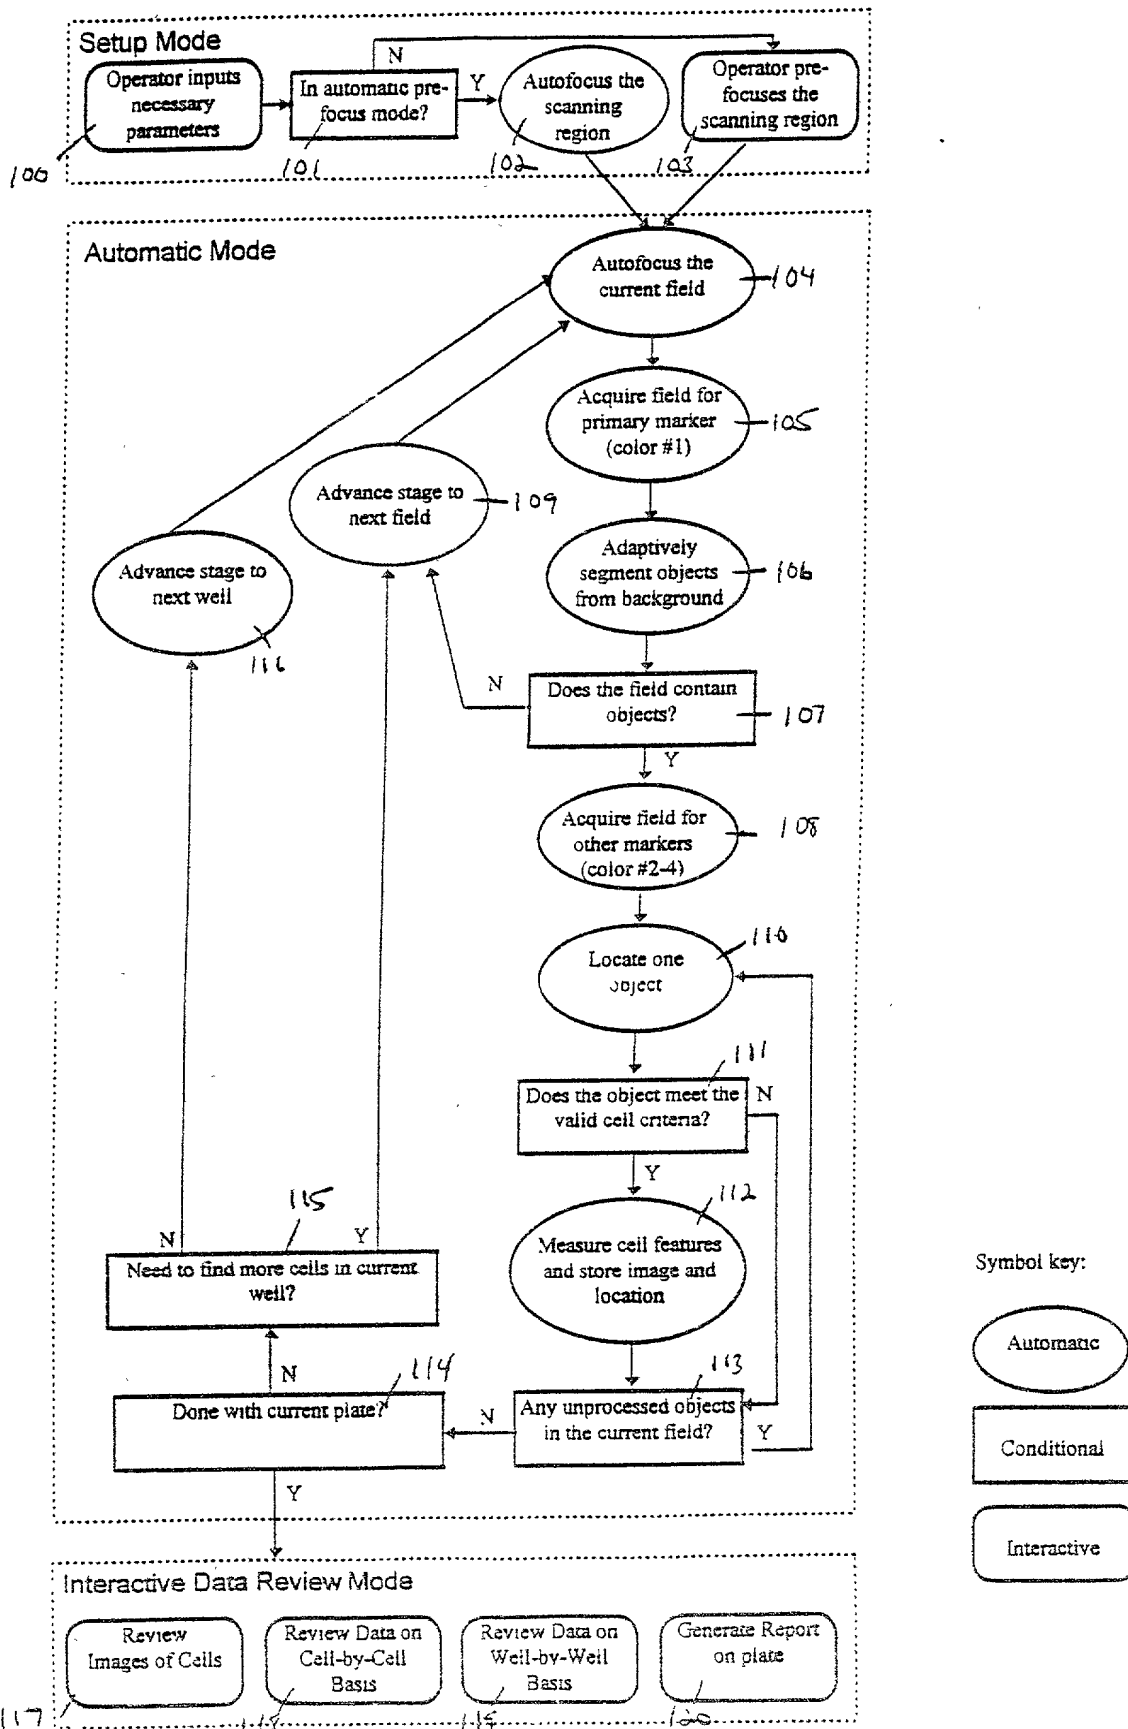 Setup Mode
Operator inputs
necessary
parameters
100
N
In automatic pre-
focus mode?
101
Y
Autofocus the
scanning
region
102
Operator pre-
focuses the
scanning region
103
Automatic Mode
Autofocus the
current field
104
Acquire field for
primary marker
(color #1)
105
Advance stage to
next field
109
Adaptively
segment objects
from background
106
Advance stage to
next well
116
N
Does the field contain
objects?
107
Y
Acquire field for
other markers
(color #2-4)
108
Locate one
object
110
111
Does the object meet the
valid cell criteria?
N
Y
112
Measure cell features
and store image and
location
115
N
Y
Need to find more cells in current
well?
N
114
Done with current plate?
N
113
Any unprocessed objects
in the current field?
Y
Y
Symbol key:
Automatic
Conditional
Interactive
Interactive Data Review Mode
Review
Images of Cells
117
Review Data on
Cell-by-Cell
Basis
118
Review Data on
Well-by-Well
Basis
Generate Report
on plate
120